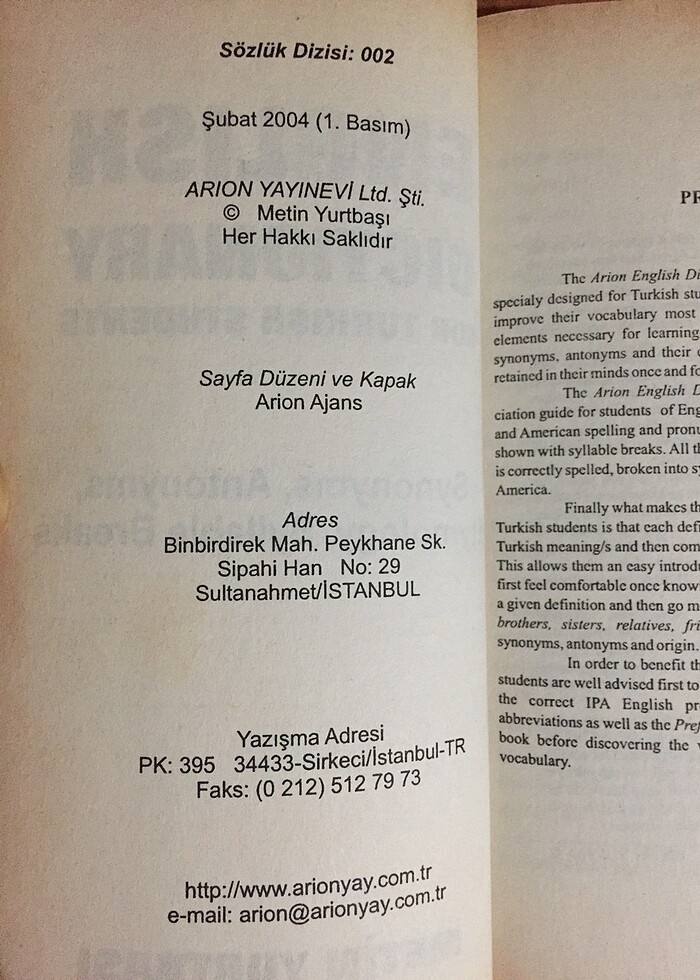 Sözlük Dizisi: 002
Şubat 2004 (1. Basım)
ARION YAYINEVİ Ltd. Şti.
© Metin Yurtbaşı
Her Hakkı Saklıdır
Sayfa Düzeni ve Kapak
Arion Ajans
Adres
Binbirdirek Mah. Peykhane Sk.
Sipahi Han No: 29
Sultanahmet/İSTANBUL
Yazışma Adresi
PK: 395 34433-Sirkeci/İstanbul-TR
Faks: (0 212) 512 79 73
http://www.arionyay.com.tr
e-mail: arion@arionyay.com.tr
The Arion English
specialy designed for Turkish
improve their vocabulary most
elements necessary for learning
synonyms, antonyms and their
retained in their minds once and
The Arion English
ciation guide for students of
and American spelling and
shown with syllable breaks. All
is correctly spelled, broken into
America.
Finally what makes
Turkish students is that each
Turkish meaning/s and then
This allows them an easy
first feel comfortable once
a given definition and then go
brothers, sisters, relatives,
synonyms, antonyms and origin.
In order to benefit
students are well advised first to
the correct IPA English
abbreviations as well as the
book before discovering the
vocabulary.